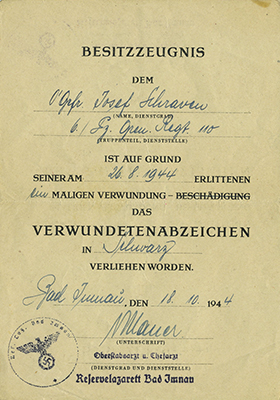 BESITZZEUGNIS
DEM
O'Gefr Josef Schraven
(NAME, DIENSTGRAD)
6./ Pz. Gren. Regt. 110
(TRUPPENTEIL, DIENSTSTELLE)
IST AUF GRUND
SEINER AM 26.8.1944 ERLITTENEN
ein MALIGEN VERWUNDUNG – BESCHÄDIGUNG
DAS
VERWUNDETENABZEICHEN
IN Schwarz
VERLIEHEN WORDEN.
Bad Imnau, DEN 18.10. 1944
(UNTERSCHRIFT)
Oberstabsarzt u. Chefarzt
(DIENSTGRAD UND DIENSTSTELLE)
Reservelazarett Bad Imnau